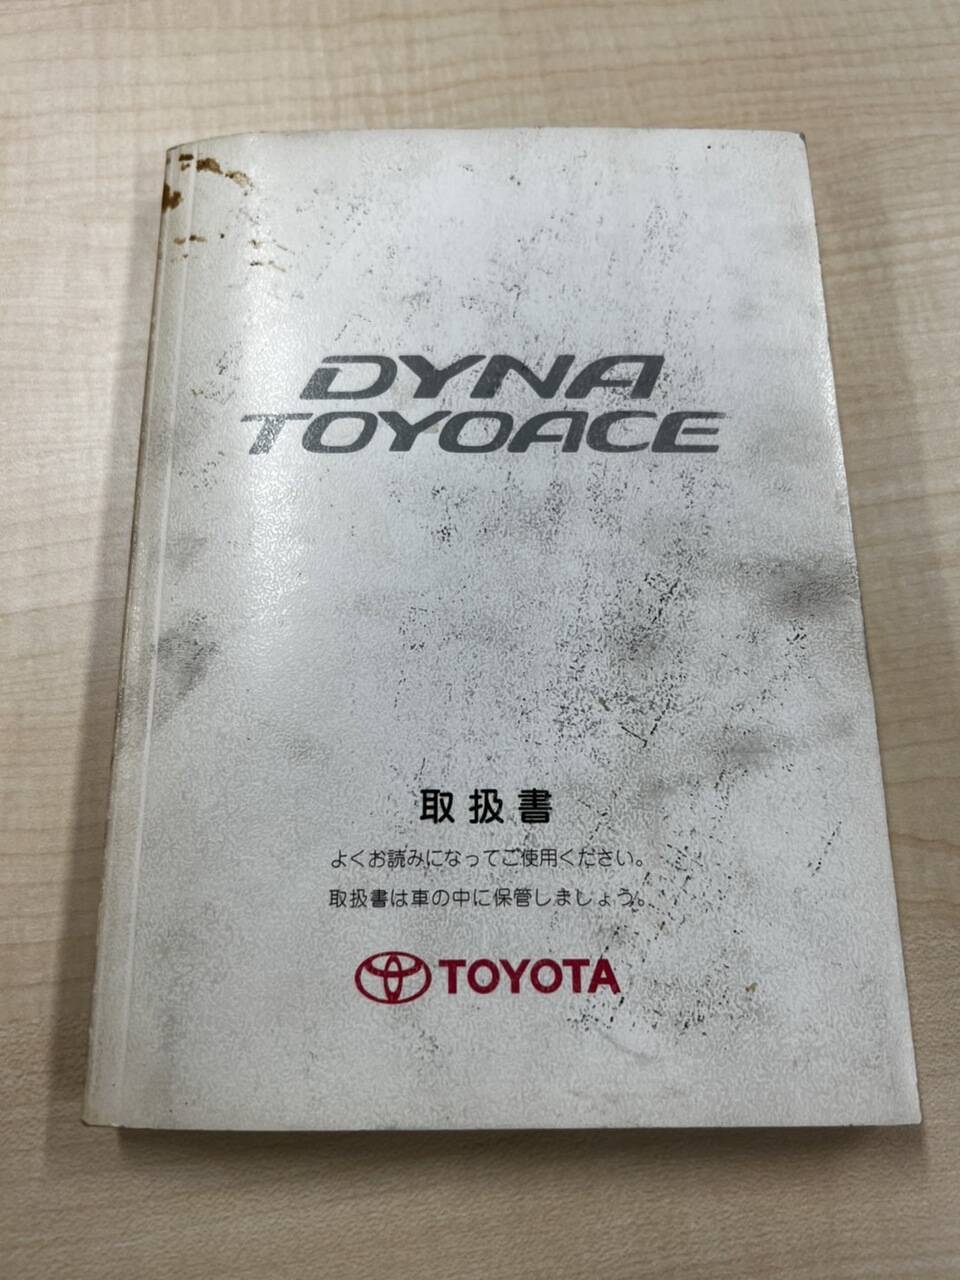 DYNA
TOYOACE
取扱書
よくお読みになってご使用ください。
取扱書は車の中に保管しましょう。
TOYOTA